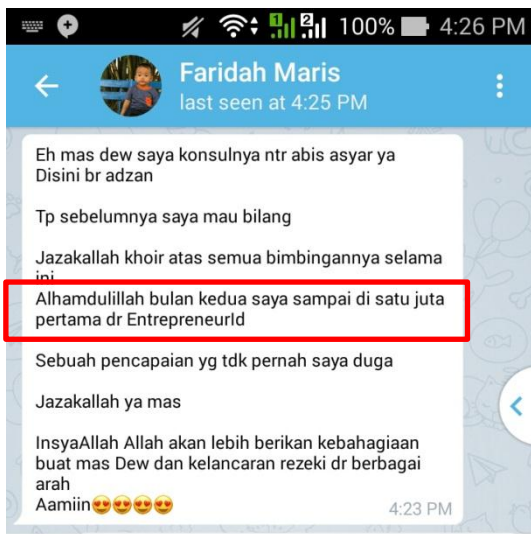 1 2 100% 4:26 PM
Faridah Maris
last seen at 4:25 PM
Eh mas dew saya konsulnya ntr abis asyar ya
Disini br adzan
Tp sebelumnya saya mau bilang
Jazakallah khoir atas semua bimbingannya selama
ini
Alhamdulillah bulan kedua saya sampai di satu juta
pertama dr EntrepreneurId
Sebuah pencapaian yg tdk pernah saya duga
Jazakallah ya mas
InsyaAllah Allah akan lebih berikan kebahagiaan
buat mas Dew dan kelancaran rezeki dr berbagai
arah
Aamiin😍😍😍😍 4:23 PM